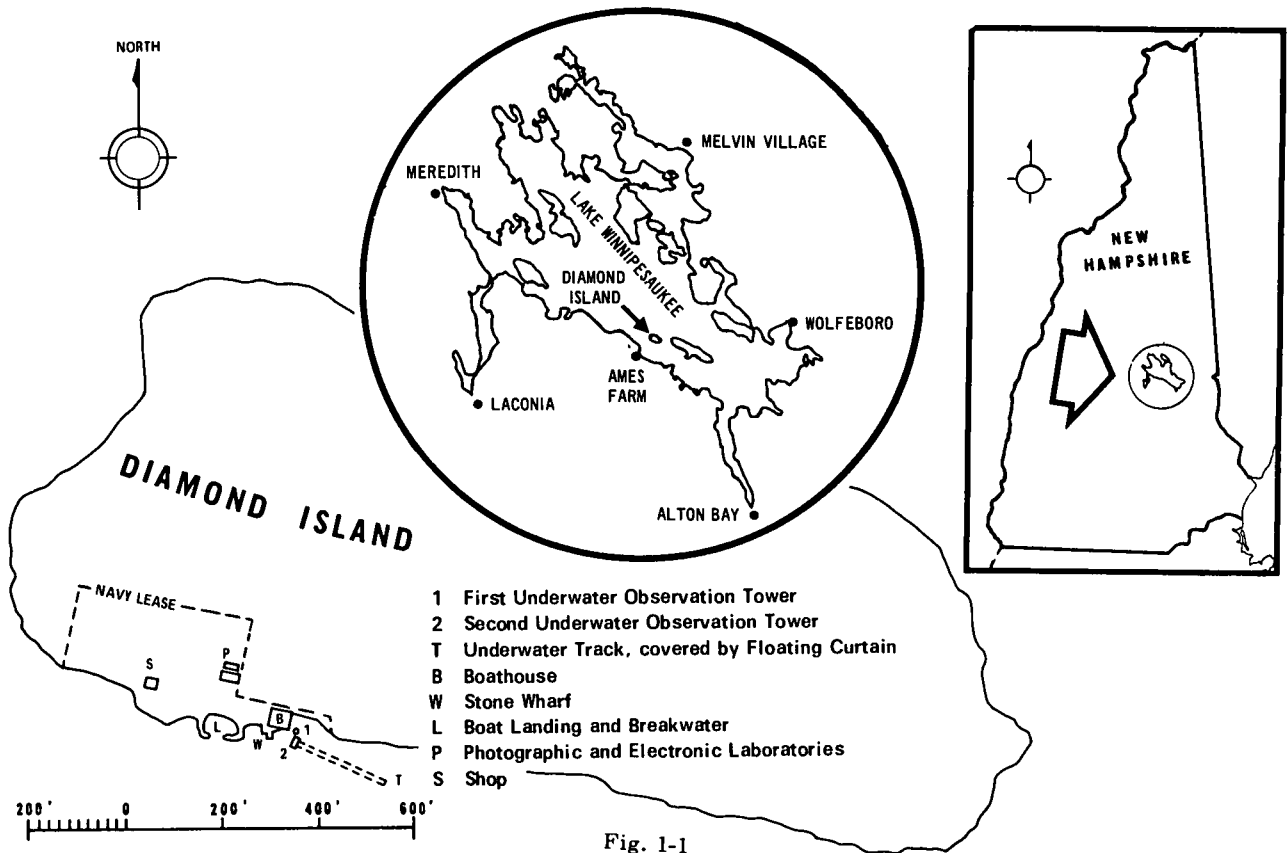 NORTH
MELVIN VILLAGE
MEREDITH
LAKE WINNIPESAUKEE
DIAMOND
ISLAND
WOLFEBORO
AMES
FARM
LACONIA
ALTON BAY
NEW
HAMPSHIRE
DIAMOND ISLAND
NAVY LEASE
S
P
B
L
W
1
2
T
1 First Underwater Observation Tower
2 Second Underwater Observation Tower
T Underwater Track, covered by Floating Curtain
B Boathouse
W Stone Wharf
L Boat Landing and Breakwater
P Photographic and Electronic Laboratories
S Shop
200' 0 200' 400' 600'
Fig. 1-1